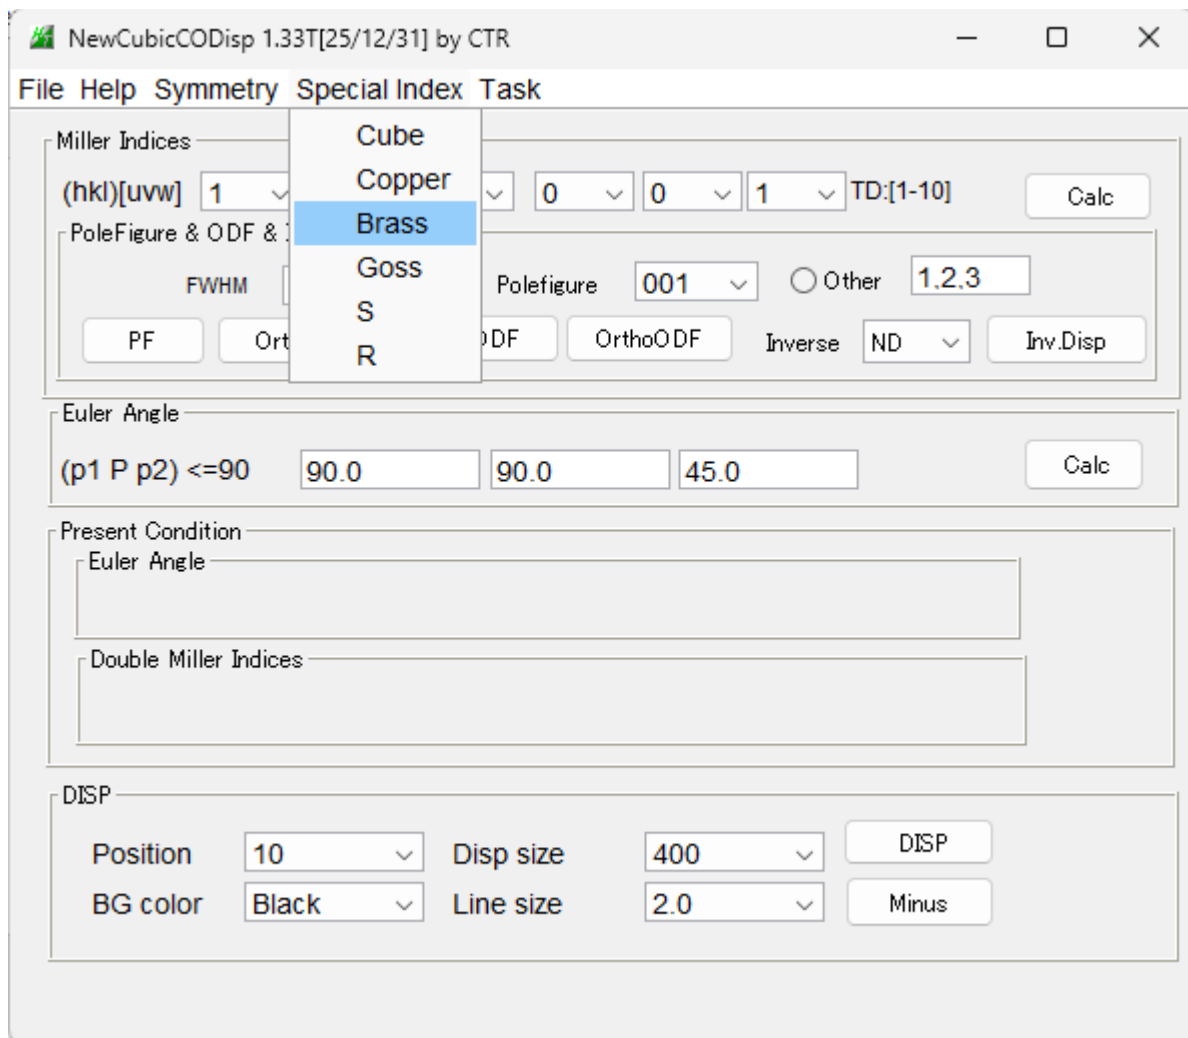 NewCubicCODisp 1.33T[25/12/31] by CTR
File Help Symmetry Special Index Task
Cube
Copper
Brass
Goss
S
R
Miller Indices
(hkl)[uvw] 1 0 0 1 TD:[1-10] Calc
PoleFigure & ODF &
FWHM Polefigure 001 Other 1,2,3
PF Ort DF OrthoODF Inverse ND Inv.Disp
Euler Angle
(p1 P p2) <=90 90.0 90.0 45.0 Calc
Present Condition
Euler Angle
Double Miller Indices
DISP
Position 10 Disp size 400 DISP
BG color Black Line size 2.0 Minus